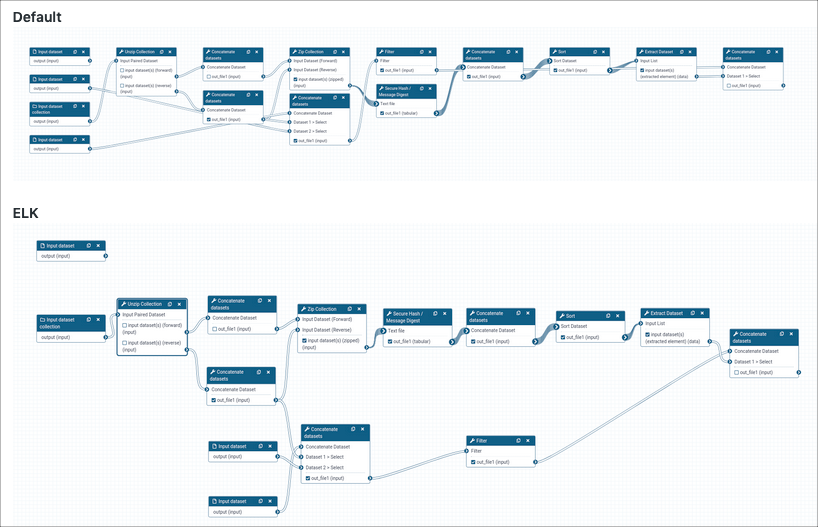 Default
Input dataset
output (input)
Input dataset
output (input)
Input dataset
collection
output (input)
Input dataset
output (input)
Unzip Collection
Input Paired Dataset
input dataset(s) (forward)
(input)
input dataset(s) (reverse)
(input)
Concatenate
datasets
Concatenate Dataset
out_file1 (input)
Concatenate
datasets
Concatenate Dataset
out_file1 (input)
Zip Collection
Input Dataset (Forward)
Input Dataset (Reverse)
input dataset(s) (zipped)
(input)
Concatenate
datasets
Concatenate Dataset
Dataset 1 > Select
Dataset 2 > Select
out_file1 (input)
Filter
Filter
out_file1 (input)
Secure Hash /
Message Digest
Text file
out_file1 (tabular)
Concatenate
datasets
Concatenate Dataset
out_file1 (input)
Sort
Sort Dataset
out_file1 (input)
Extract Dataset
Input List
input dataset(s)
(extracted element) (data)
Concatenate
datasets
Concatenate Dataset
Dataset 1 > Select
out_file1 (input)
ELK
Input dataset
output (input)
Input dataset
collection
output (input)
Unzip Collection
Input Paired Dataset
input dataset(s) (forward)
(input)
input dataset(s) (reverse)
(input)
Concatenate
datasets
Concatenate Dataset
out_file1 (input)
Concatenate
datasets
Concatenate Dataset
out_file1 (input)
Input dataset
output (input)
Input dataset
output (input)
Zip Collection
Input Dataset (Forward)
Input Dataset (Reverse)
input dataset(s) (zipped)
(input)
Concatenate
datasets
Concatenate Dataset
Dataset 1 > Select
Dataset 2 > Select
out_file1 (input)
Secure Hash /
Message Digest
Text file
out_file1 (tabular)
Concatenate
datasets
Concatenate Dataset
out_file1 (input)
Filter
Filter
out_file1 (input)
Sort
Sort Dataset
out_file1 (input)
Extract Dataset
Input List
input dataset(s)
(extracted element) (data)
Concatenate
datasets
Concatenate Dataset
Dataset 1 > Select
out_file1 (input)